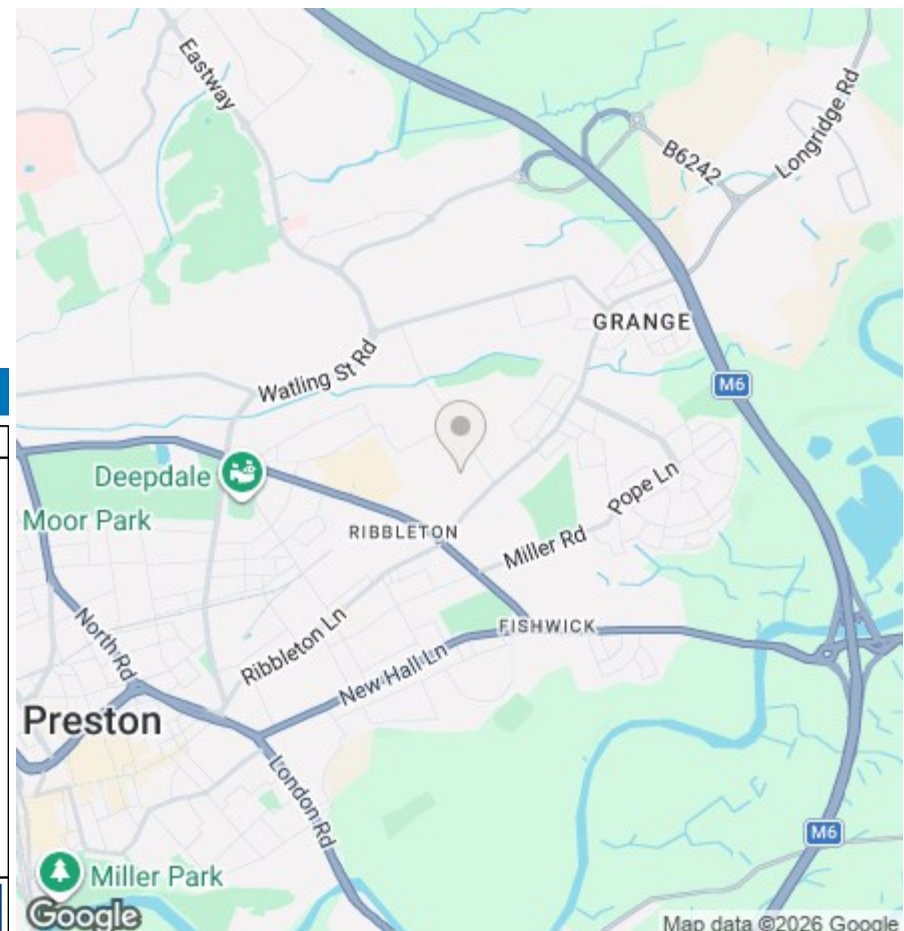 Eastway
Longridge Rd
B6242
GRANGE
Watling St Rd
M6
Deepdale
Moor Park
Pope Ln
RIBBLETON
Miller Rd
FISHWICK
Ribbleton Ln
New Hall Ln
North Rd
Preston
London Rd
M6
Miller Park
Google
Map data ©2026 Google